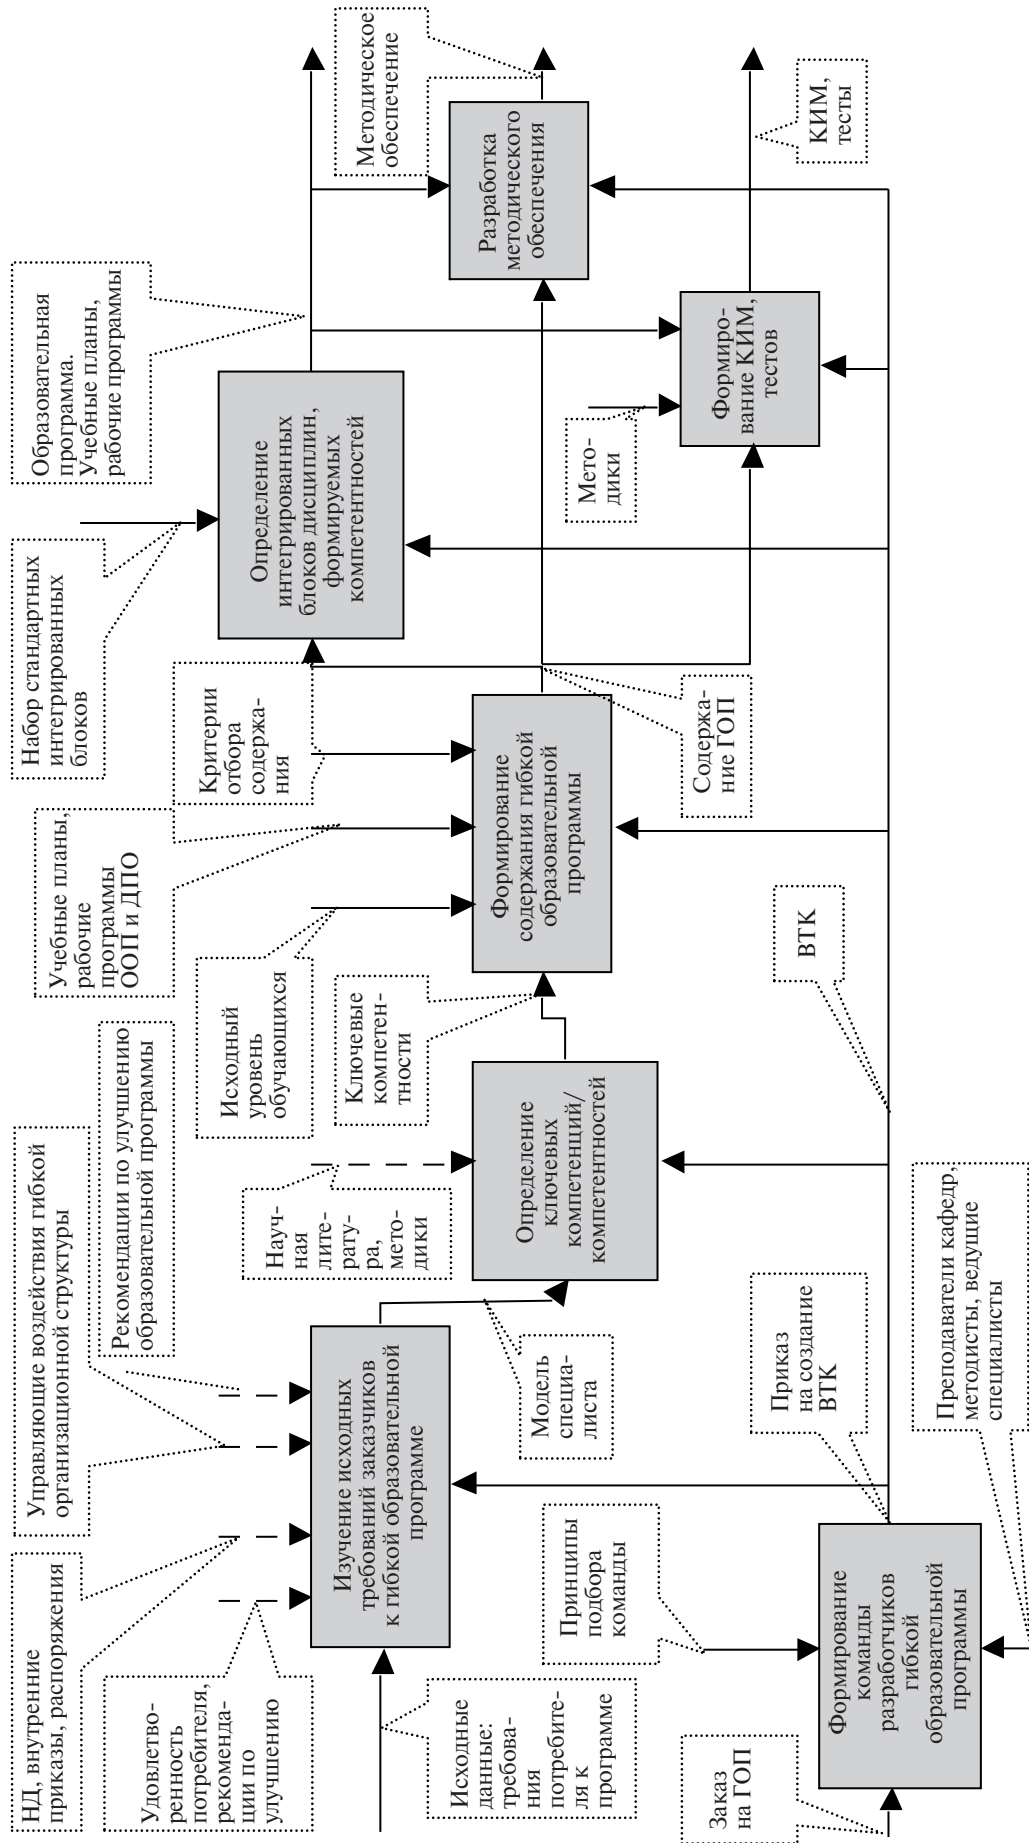 НД, внутренние
приказы, распоряжения
Управляющие воздействия гибкой
организационной структуры
Рекомендации по улучшению
образовательной программы
Удовлетво-
ренность
потребителя,
рекоменда-
ции по
улучшению
Исходные
данные:
требова-
ния
потребите-
ля к
программе
Изучение исходных
требований заказчиков
к гибкой образовательной
программе
Модель
специа-
листа
Науч-
ная
лите-
рату-
ра,
мето-
дики
Определение
ключевых
компетенций/
компетентностей
Ключевые
компетен-
тности
Исходный
уровень
обучающихся
Учебные планы,
рабочие
программы
ООП и ДПО
Критерии
отбора
содержа-
ния
Формирование
содержания гибкой
образовательной
программы
Содержа-
ние ГОП
Набор стандартных
интегрированных
блоков
Определение
интегрированных
блоков дисциплин,
формируемых
компетентностей
Образовательная
программа.
Учебные планы,
рабочие программы
Мето-
дики
Формиро-
вание КИМ,
тестов
КИМ,
тесты
Разработка
методического
обеспечения
Методическое
обеспечение
Заказ
на ГОП
Принципы
подбора
команды
Формирование
команды
разработчиков
гибкой
образовательной
программы
Приказ
на создание
ВТК
Преподаватели кафедр,
методисты, ведущие
специалисты
ВТК